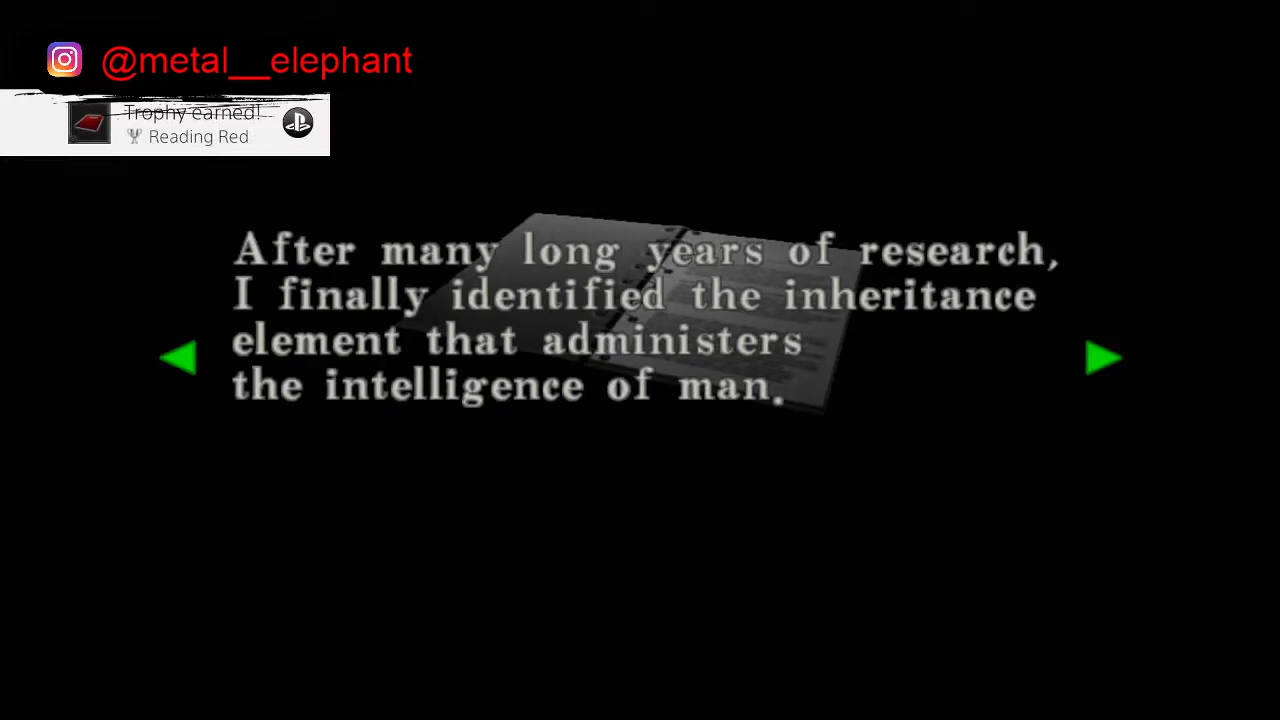 @metal__elephant
Trophy earned!
Reading Red
After many long years of research,
I finally identified the inheritance
element that administers
the intelligence of man.